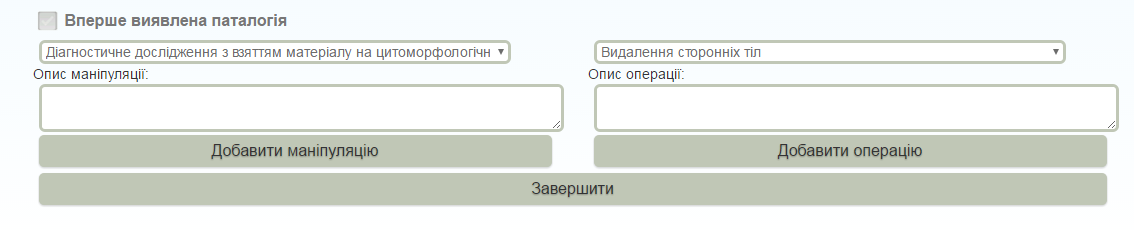 Вперше виявлена паталогія
Діагностичне дослідження з взяттям матеріалу на цитоморфологічн
Видалення сторонніх тіл
Опис маніпуляції:
Опис операції:
Добавити маніпуляцію
Добавити операцію
Завершити